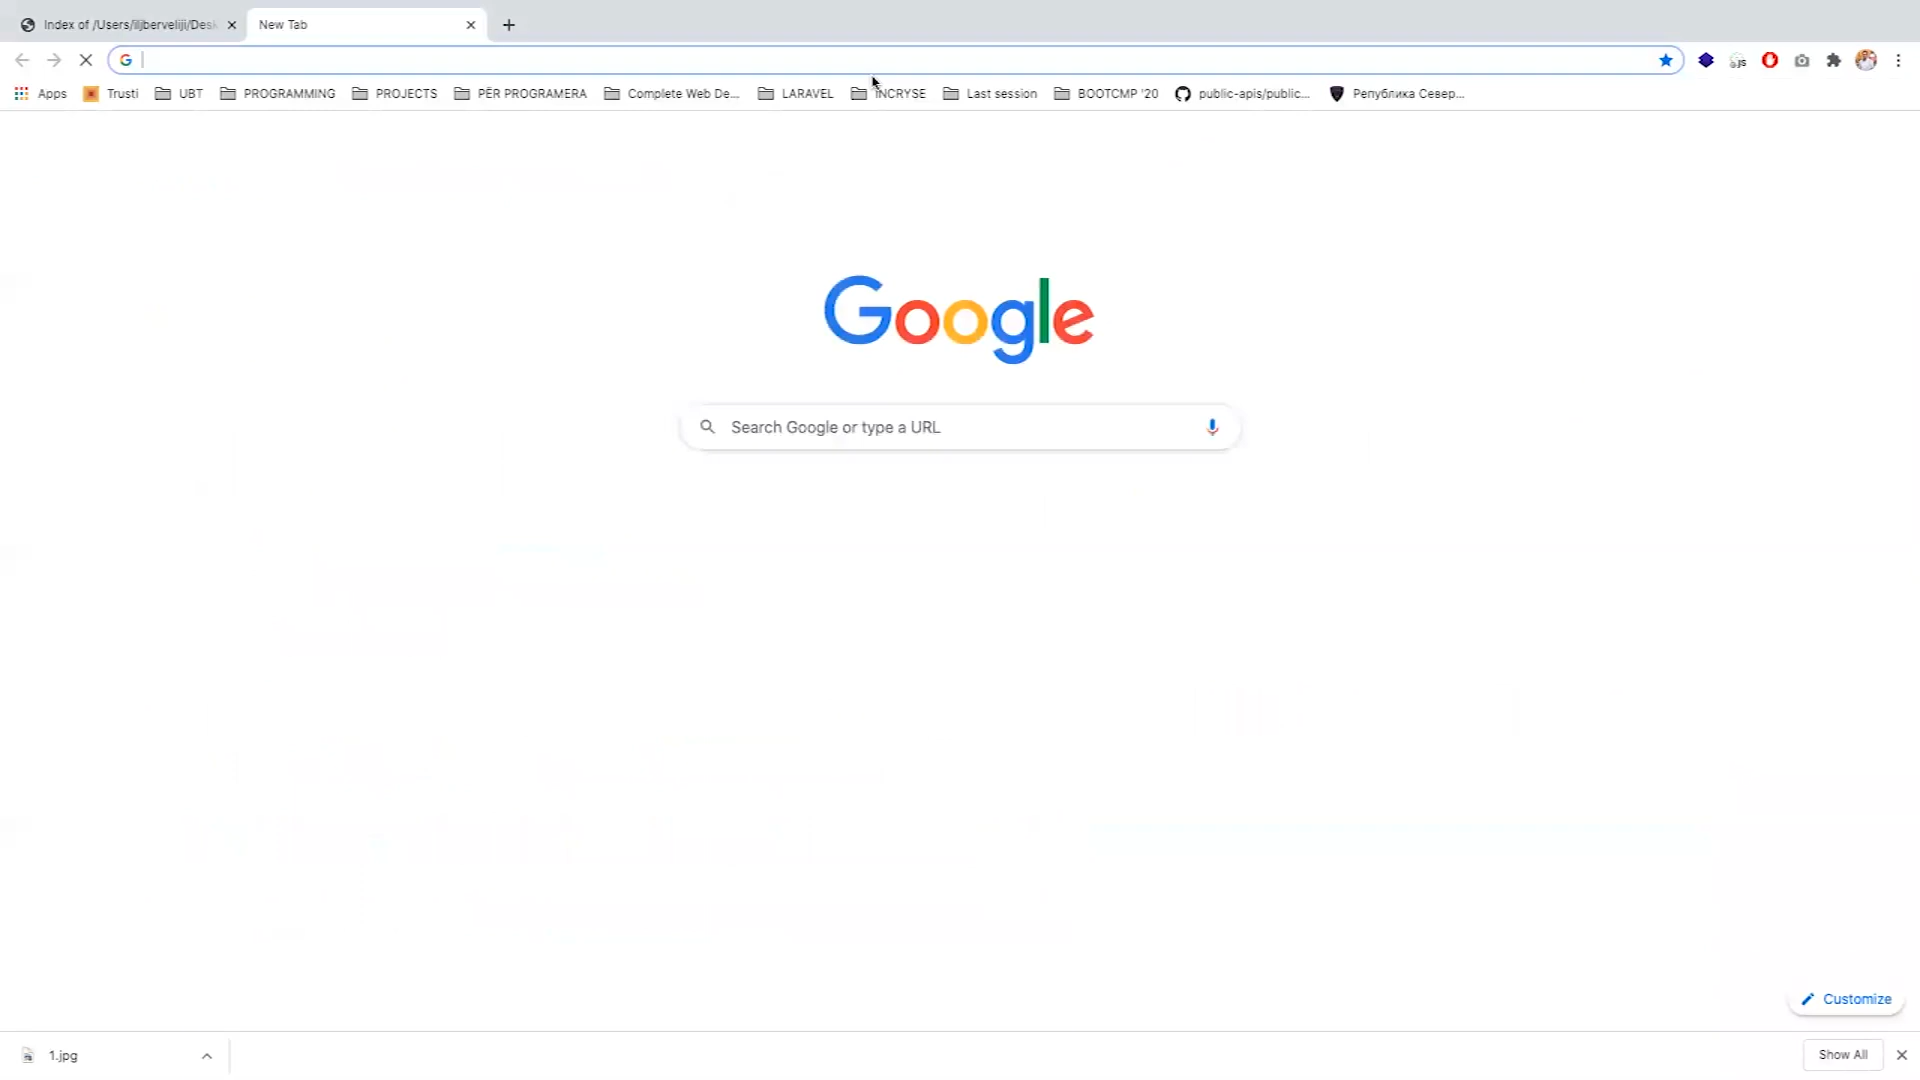 Index of /Users/iljberveliji/Desk
New Tab
Apps Trusti UBT PROGRAMMING PROJECTS PËR PROGRAMERA Complete Web De... LARAVEL INCRYSE Last session BOOTCMP '20 public-apis/public... Република Север...
Google
Search Google or type a URL
Customize
1.jpg
Show All